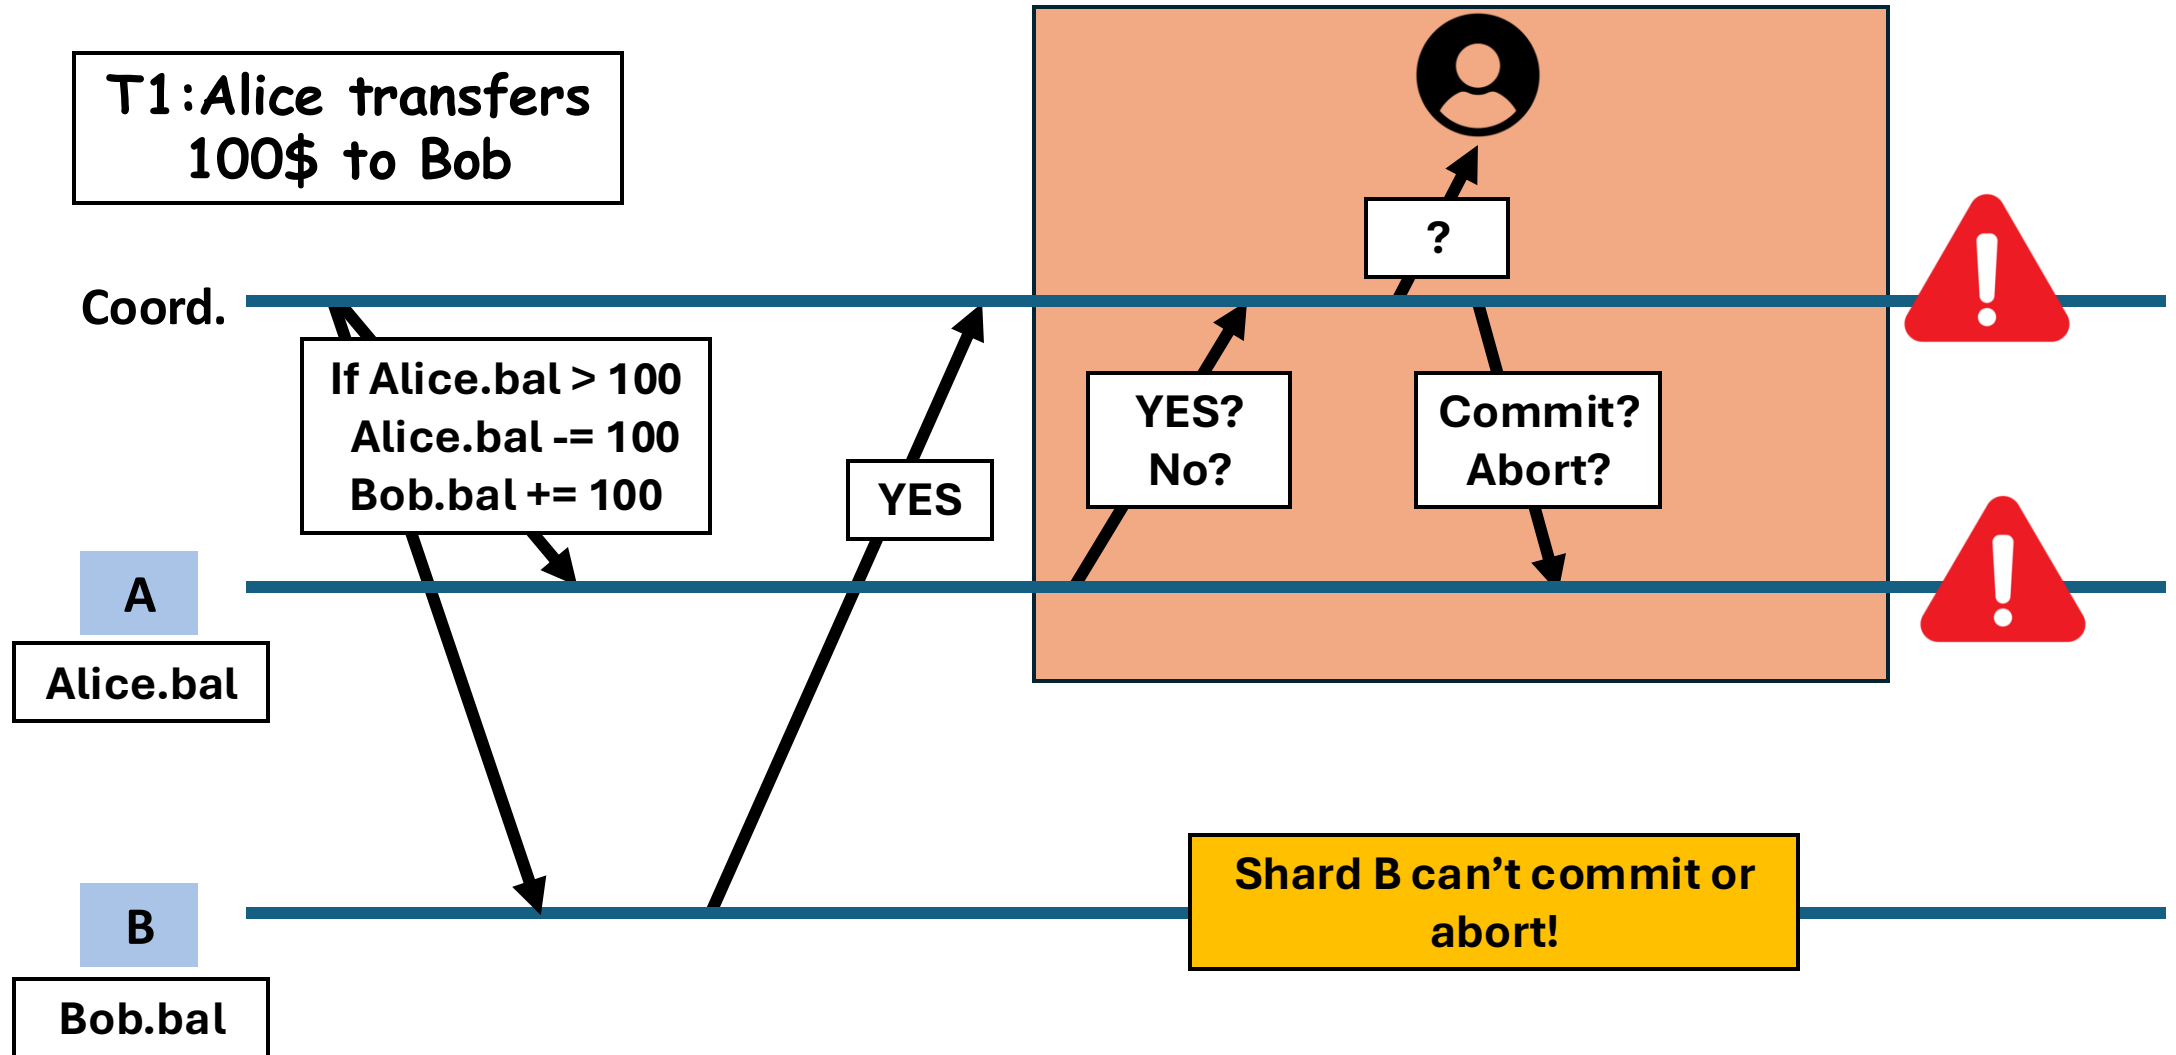 T1:Alice transfers
100$ to Bob
?
Coord.
If Alice.bal > 100
Alice.bal -= 100
Bob.bal += 100
YES
YES?
No?
Commit?
Abort?
A
Alice.bal
Shard B can’t commit or
abort!
B
Bob.bal